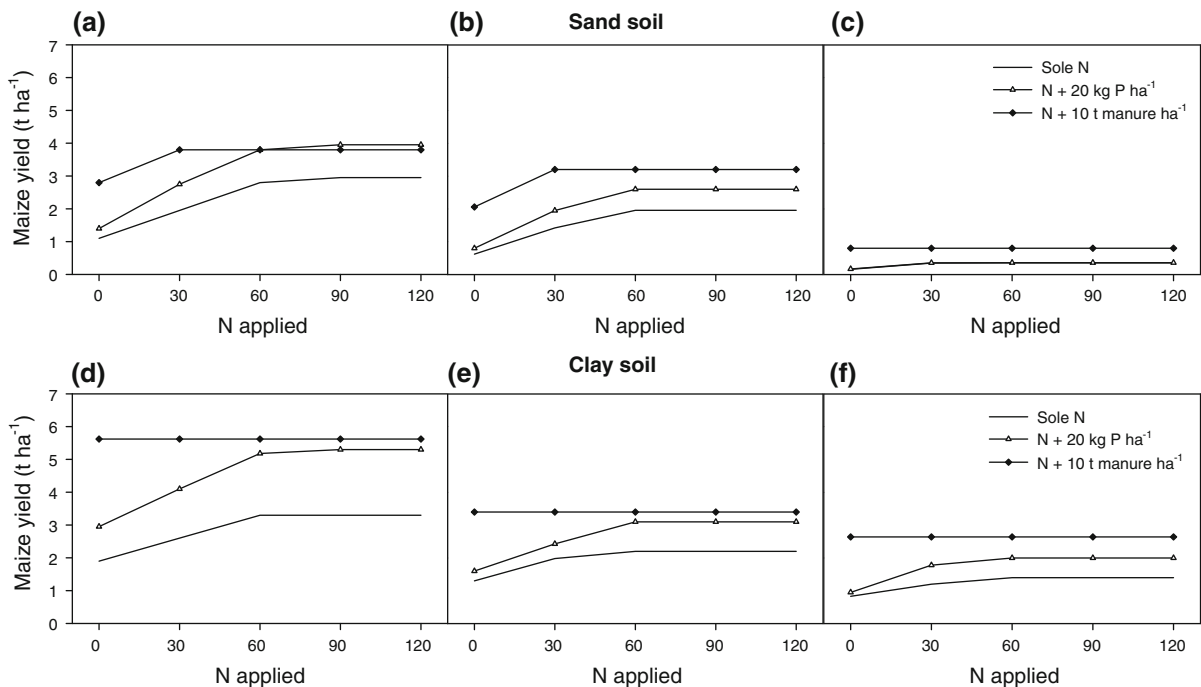 (a) (b) Sand soil (c)
Maize yield (t ha⁻¹)
7
6
5
4
3
2
1
0
Sole N
N + 20 kg P ha⁻¹
N + 10 t manure ha⁻¹
0 30 60 90 120 0 30 60 90 120 0 30 60 90 120
N applied N applied N applied
(d) (e) Clay soil (f)
Maize yield (t ha⁻¹)
7
6
5
4
3
2
1
0
Sole N
N + 20 kg P ha⁻¹
N + 10 t manure ha⁻¹
0 30 60 90 120 0 30 60 90 120 0 30 60 90 120
N applied N applied N applied